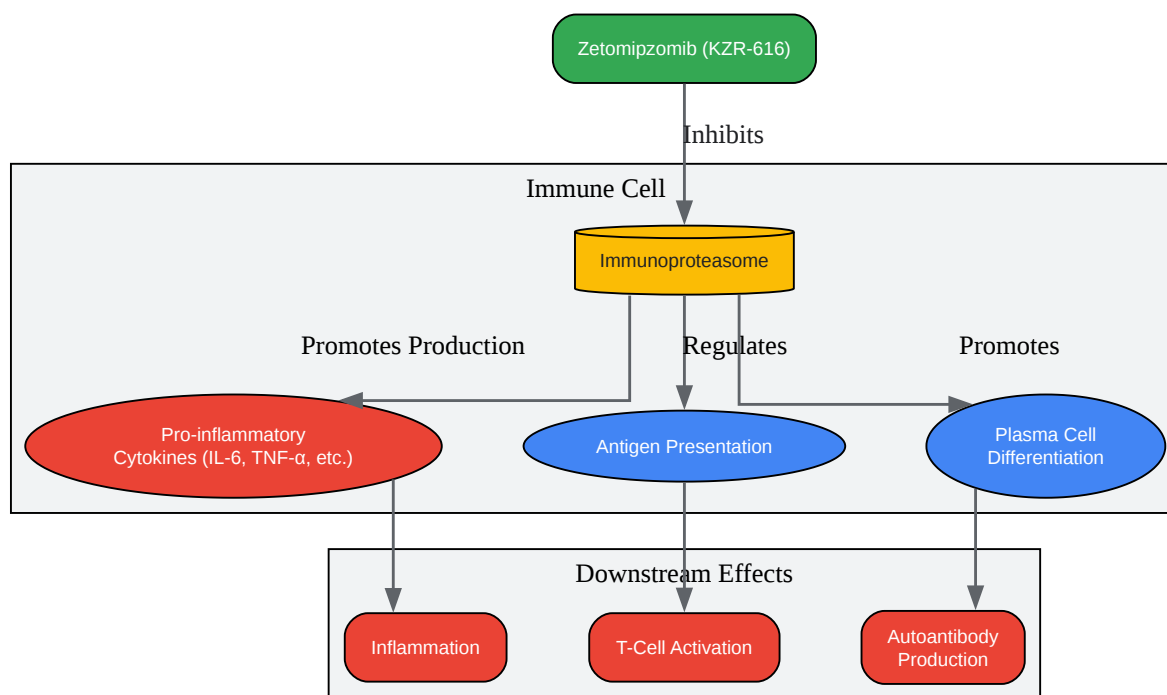 Zetomipzomib (KZR-616)
Inhibits
Immune Cell
Immunoproteasome
Promotes Production
Regulates
Promotes
Pro-inflammatory
Cytokines (IL-6, TNF-α, etc.)
Antigen Presentation
Plasma Cell
Differentiation
Downstream Effects
Inflammation
T-Cell Activation
Autoantibody
Production